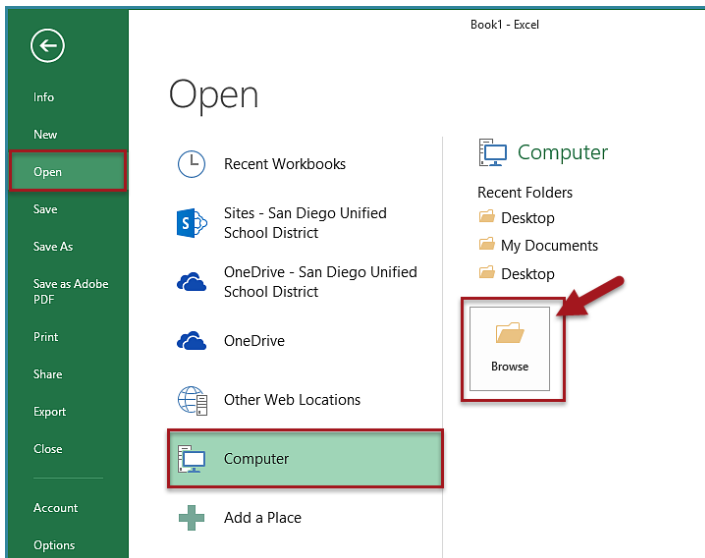 Book1 - Excel
Info
New
Open
Save
Save As
Save as Adobe
PDF
Print
Share
Export
Close
Account
Options
Open
Recent Workbooks
Sites - San Diego Unified
School District
OneDrive - San Diego Unified
School District
OneDrive
Other Web Locations
Computer
Add a Place
Computer
Recent Folders
Desktop
My Documents
Desktop
Browse